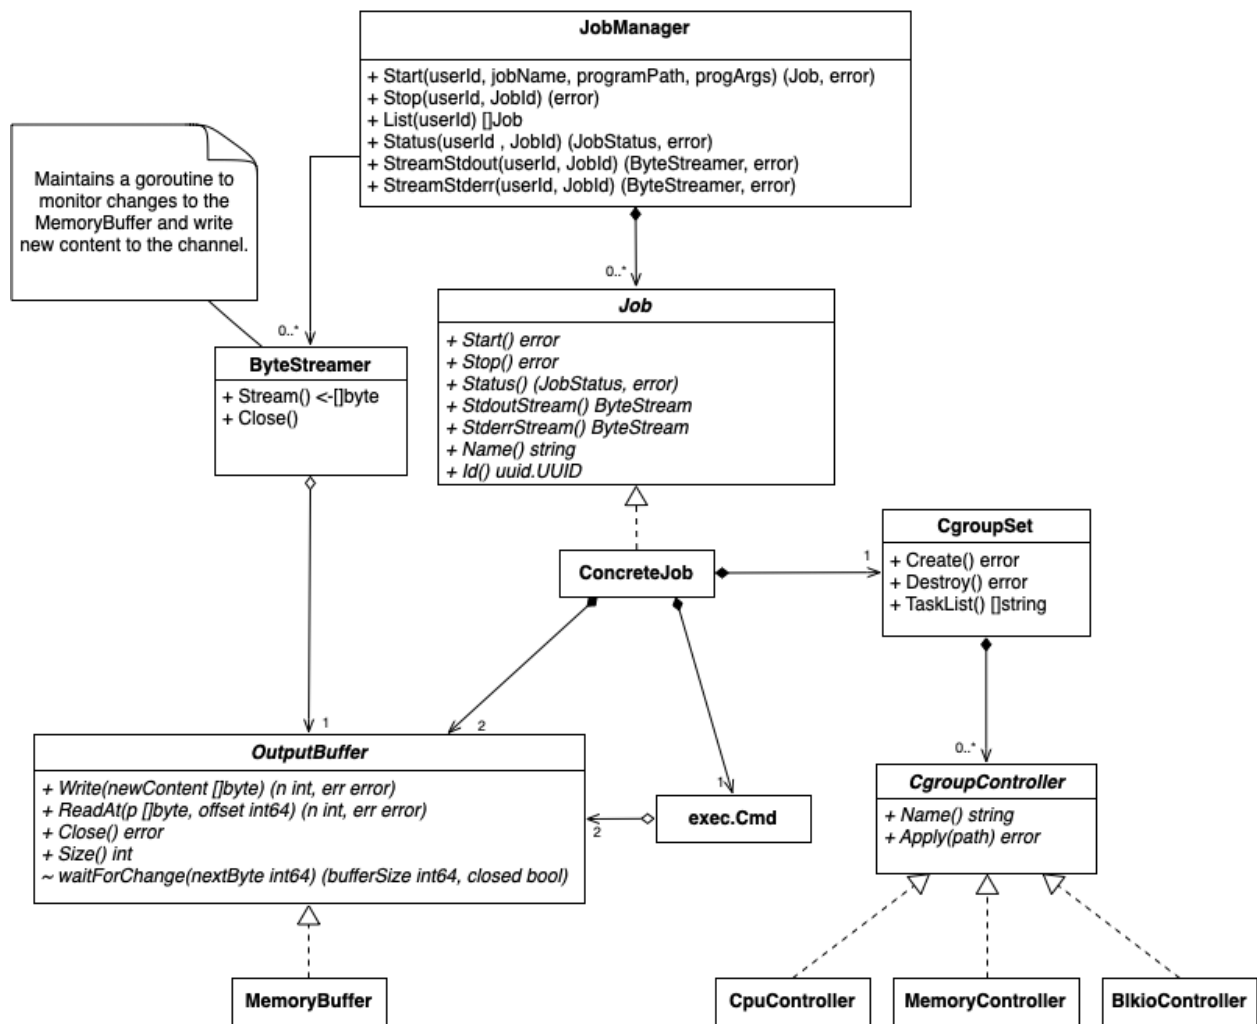 JobManager
+ Start(userId, jobName, programPath, progArgs) (Job, error)
+ Stop(userId, JobId) (error)
+ List(userId) []Job
+ Status(userId , JobId) (JobStatus, error)
+ StreamStdout(userId, JobId) (ByteStreamer, error)
+ StreamStderr(userId, JobId) (ByteStreamer, error)
Maintains a goroutine to
monitor changes to the
MemoryBuffer and write
new content to the channel.
0..*
0..*
Job
+ Start() error
+ Stop() error
+ Status() (JobStatus, error)
+ StdoutStream() ByteStream
+ StderrStream() ByteStream
+ Name() string
+ Id() uuid.UUID
ByteStreamer
+ Stream() <-[]byte
+ Close()
ConcreteJob
1
CgroupSet
+ Create() error
+ Destroy() error
+ TaskList() []string
1
2
1
0..*
OutputBuffer
+ Write(newContent []byte) (n int, err error)
+ ReadAt(p []byte, offset int64) (n int, err error)
+ Close() error
+ Size() int
~ waitForChange(nextByte int64) (bufferSize int64, closed bool)
2
exec.Cmd
CgroupController
+ Name() string
+ Apply(path) error
MemoryBuffer
CpuController
MemoryController
BlkioController